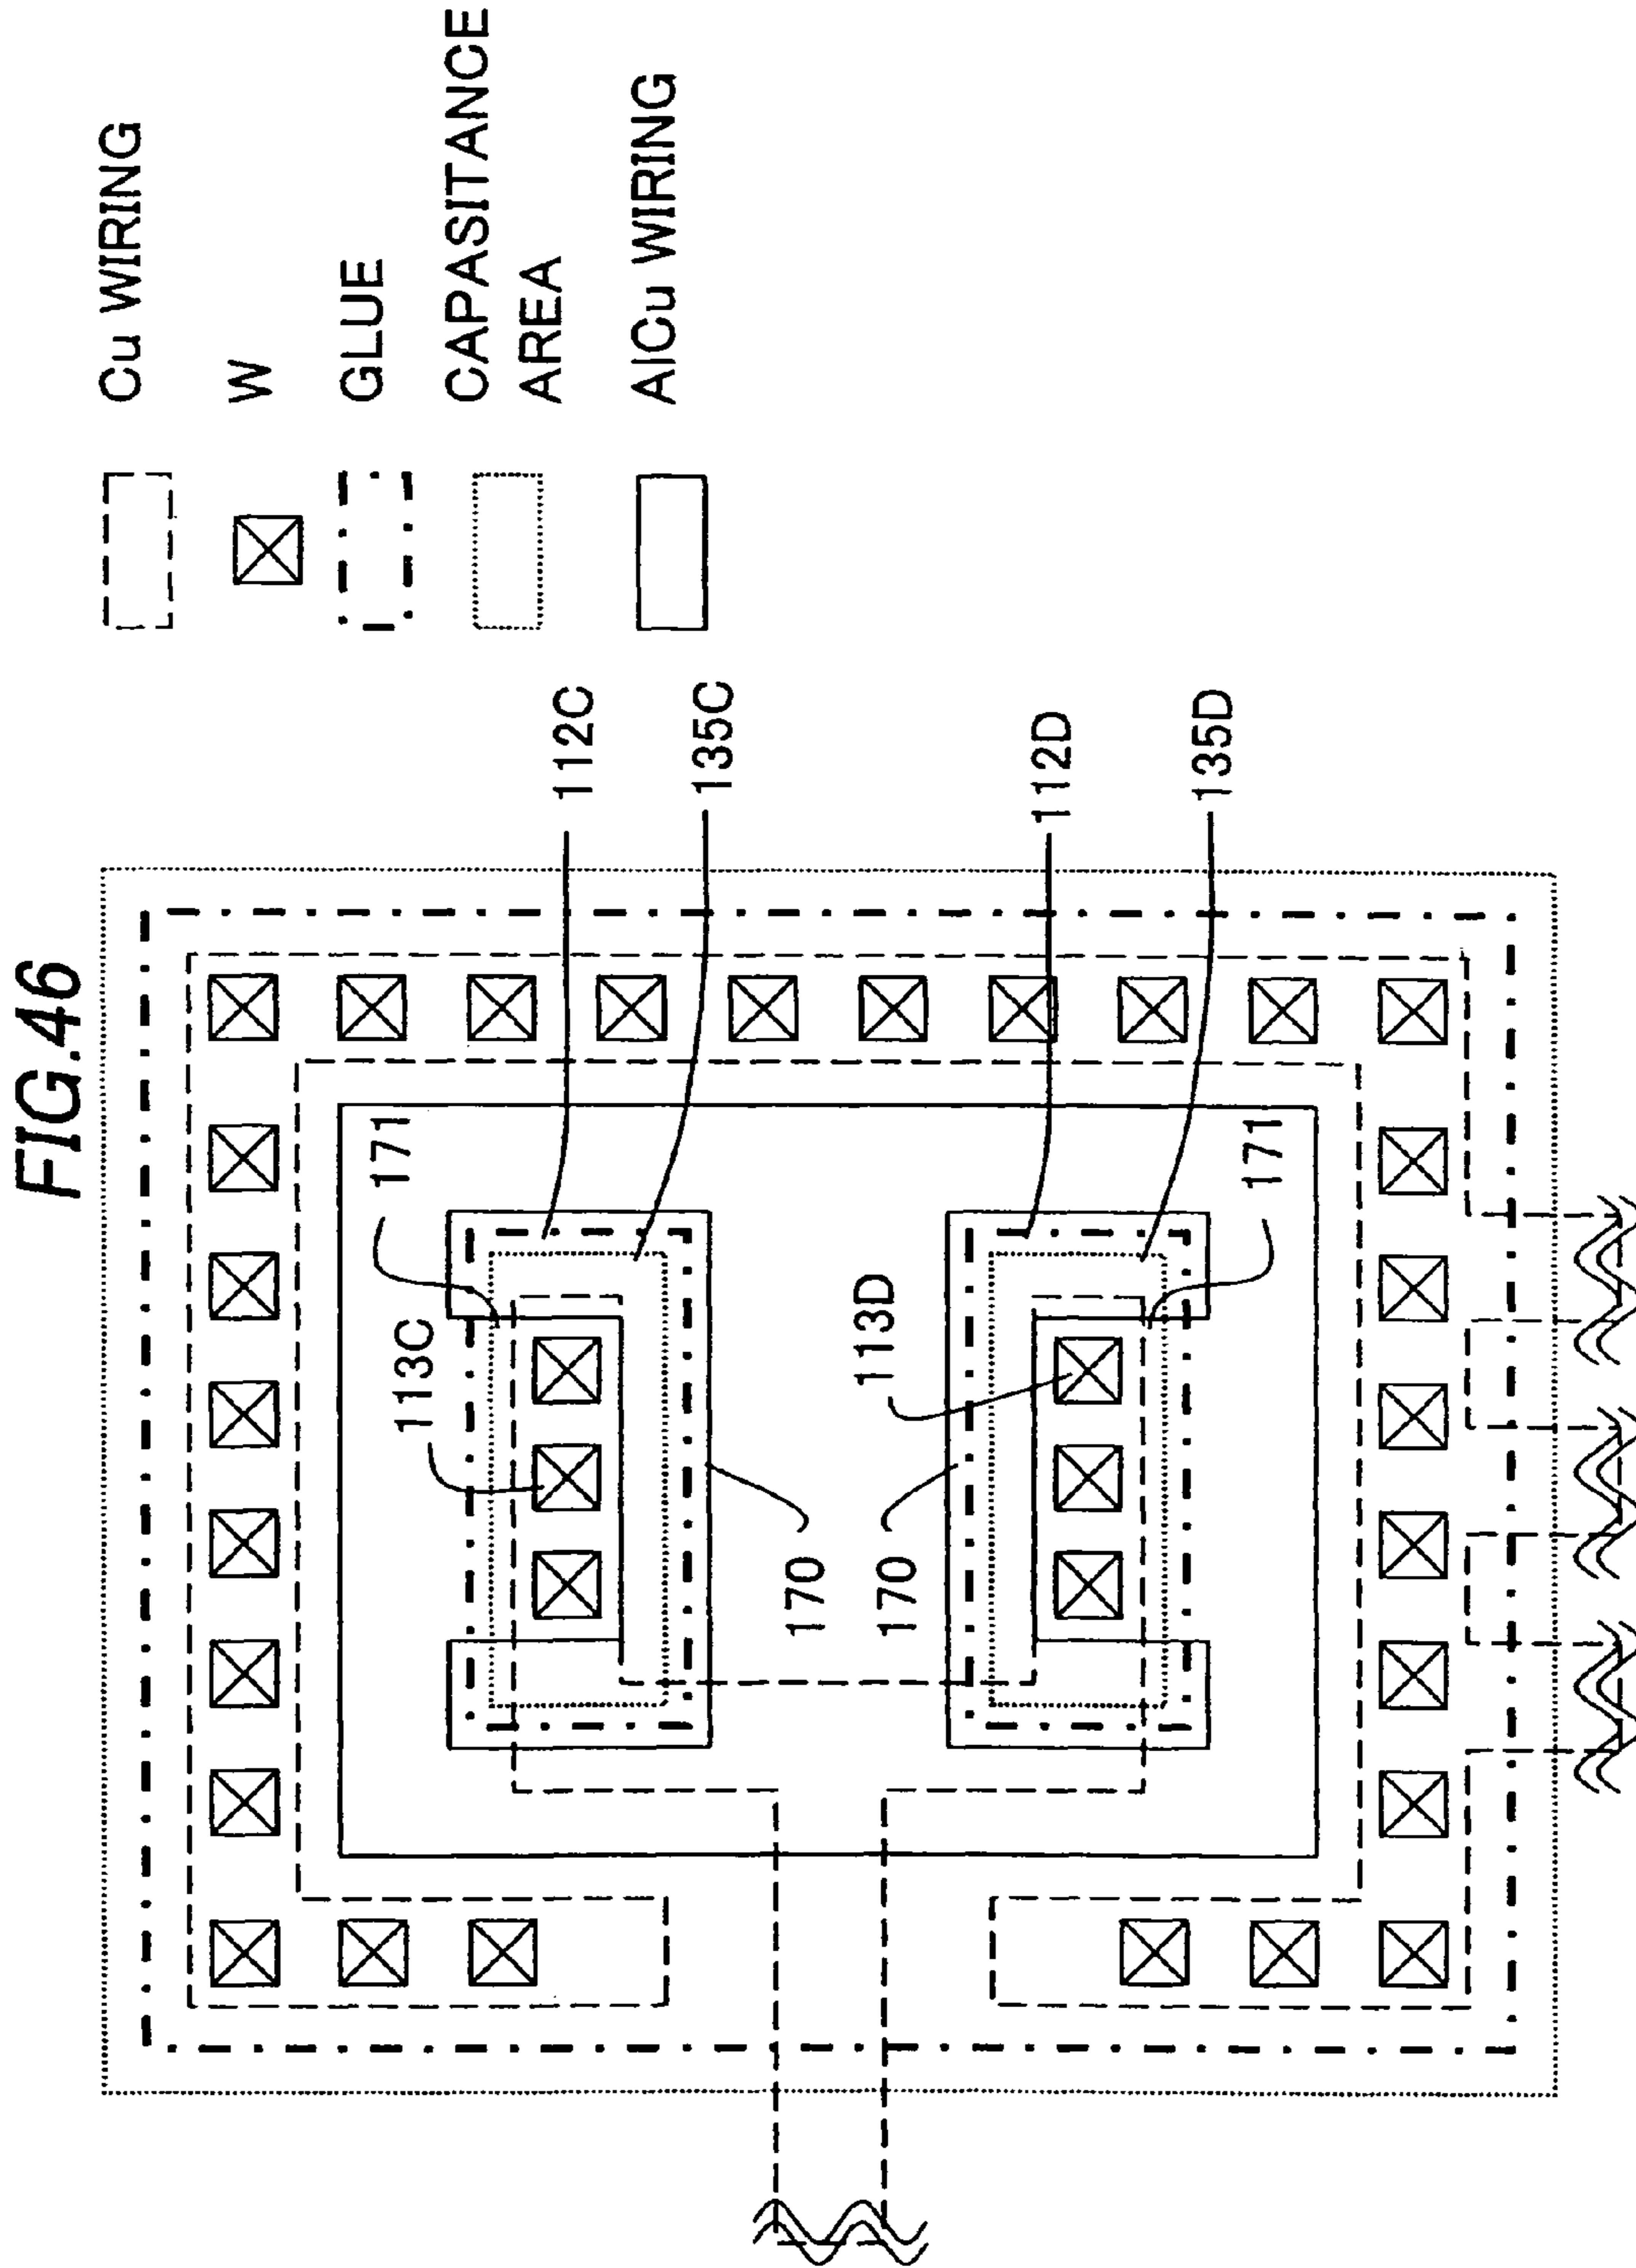 FIG.46
Cu WIRING
W
GLUE
CAPASITANCE
AREA
AlCu WIRING
112C
135C
112D
135D
171
171
113C
113D
170
170